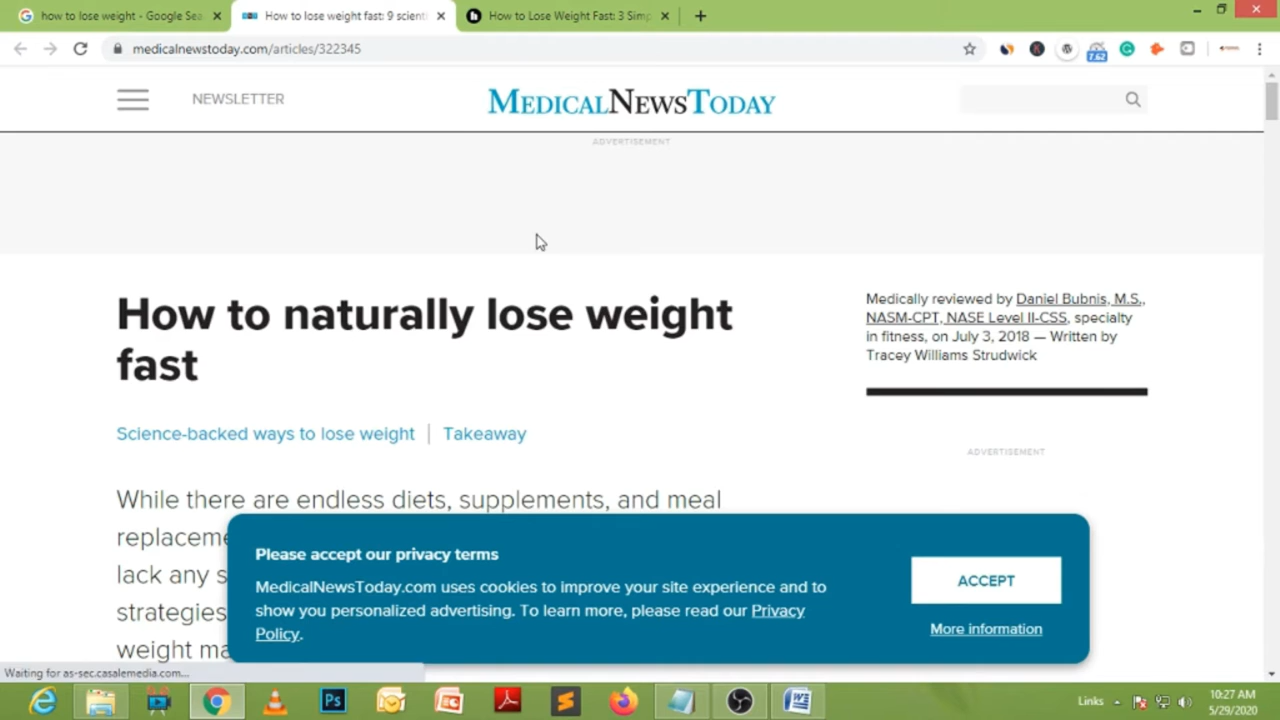 how to lose weight - Google Sea
How to lose weight fast: 9 scienti
How to Lose Weight Fast: 3 Simp
medicalnewstoday.com/articles/322345
7.62
NEWSLETTER
MEDICALNEWSTODAY
ADVERTISEMENT
How to naturally lose weight
fast
Medically reviewed by Daniel Bubnis, M.S.,
NASM-CPT, NASE Level II-CSS, specialty
in fitness, on July 3, 2018 — Written by
Tracey Williams Strudwick
Science-backed ways to lose weight | Takeaway
ADVERTISEMENT
While there are endless diets, supplements, and meal
replaceme
lack any s
strategies
weight ma
Please accept our privacy terms
MedicalNewsToday.com uses cookies to improve your site experience and to
show you personalized advertising. To learn more, please read our Privacy
Policy.
ACCEPT
More information
Waiting for as-sec.casalemedia.com...
Ps
Links
10:27 AM
5/29/2020